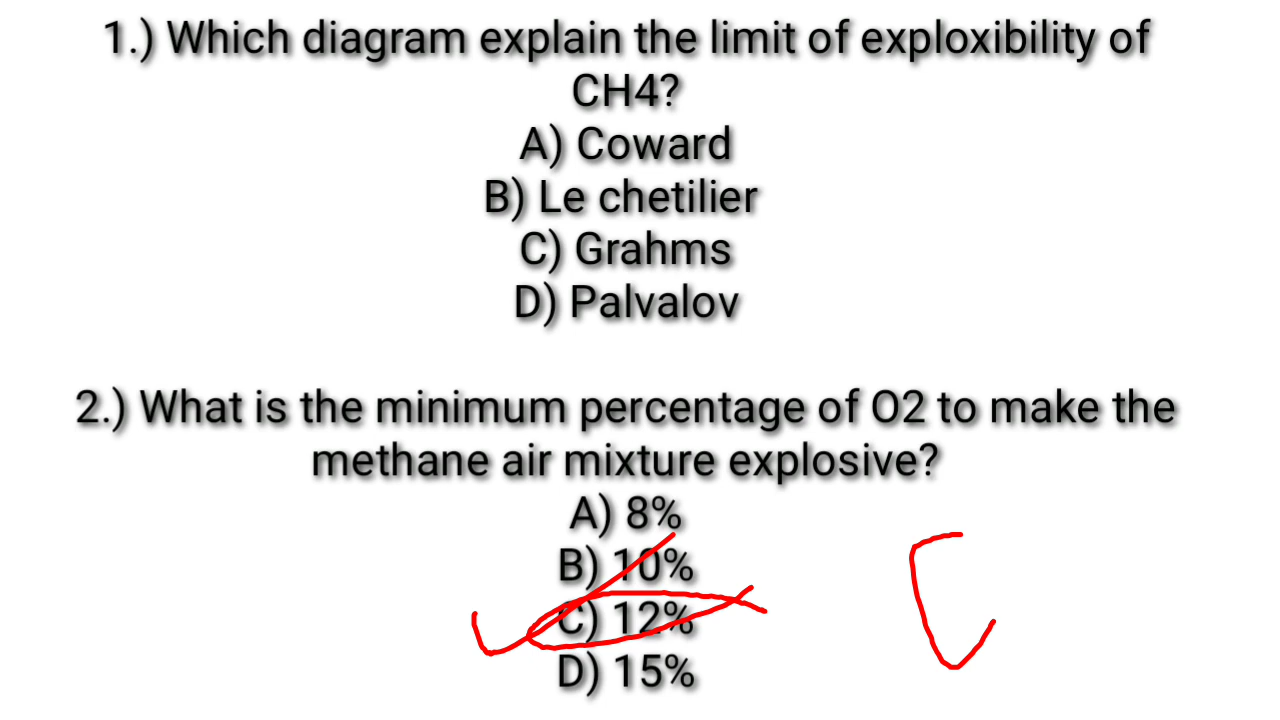 1.) Which diagram explain the limit of exploxibility of
CH4?
A) Coward
B) Le chetilier
C) Grahms
D) Palvalov
2.) What is the minimum percentage of O2 to make the
methane air mixture explosive?
A) 8%
B) 10%
C) 12%
D) 15%